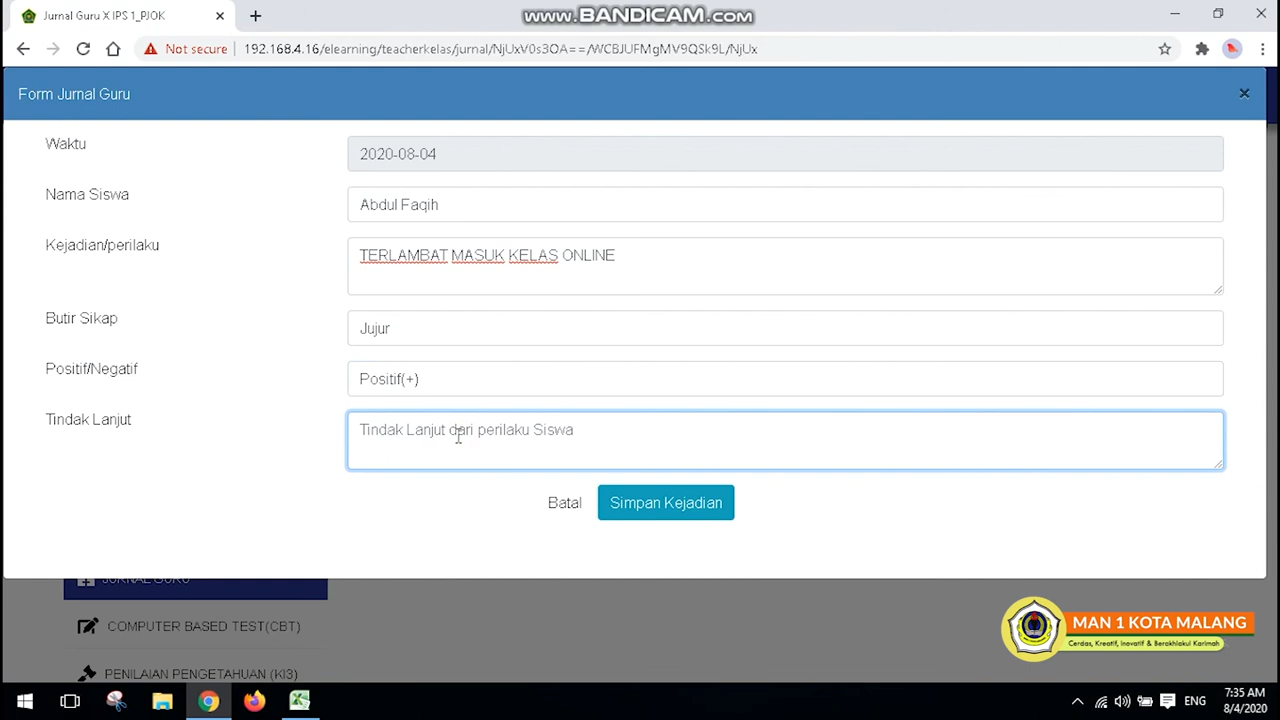 Jurnal Guru X IPS 1_PJOK
www.BANDICAM.com
Not secure
192.168.4.16/elearning/teacherkelas/jurnal/NjUxV0s3OA==/WCBJUFMgMV9QSk9L/NjUx
Form Jurnal Guru
Waktu
2020-08-04
Nama Siswa
Abdul Faqih
Kejadian/perilaku
TERLAMBAT MASUK KELAS ONLINE
Butir Sikap
Jujur
Positif/Negatif
Positif(+)
Tindak Lanjut
Tindak Lanjut dari perilaku Siswa
Batal
Simpan Kejadian
JURNAL GURU
COMPUTER BASED TEST(CBT)
PENILAIAN PENGETAHUAN (KI3)
MAN 1 KOTA MALANG
Cerdas, Kreatif, Inovatif & Berakhlakul Karimah
ENG
7:35 AM
8/4/2020